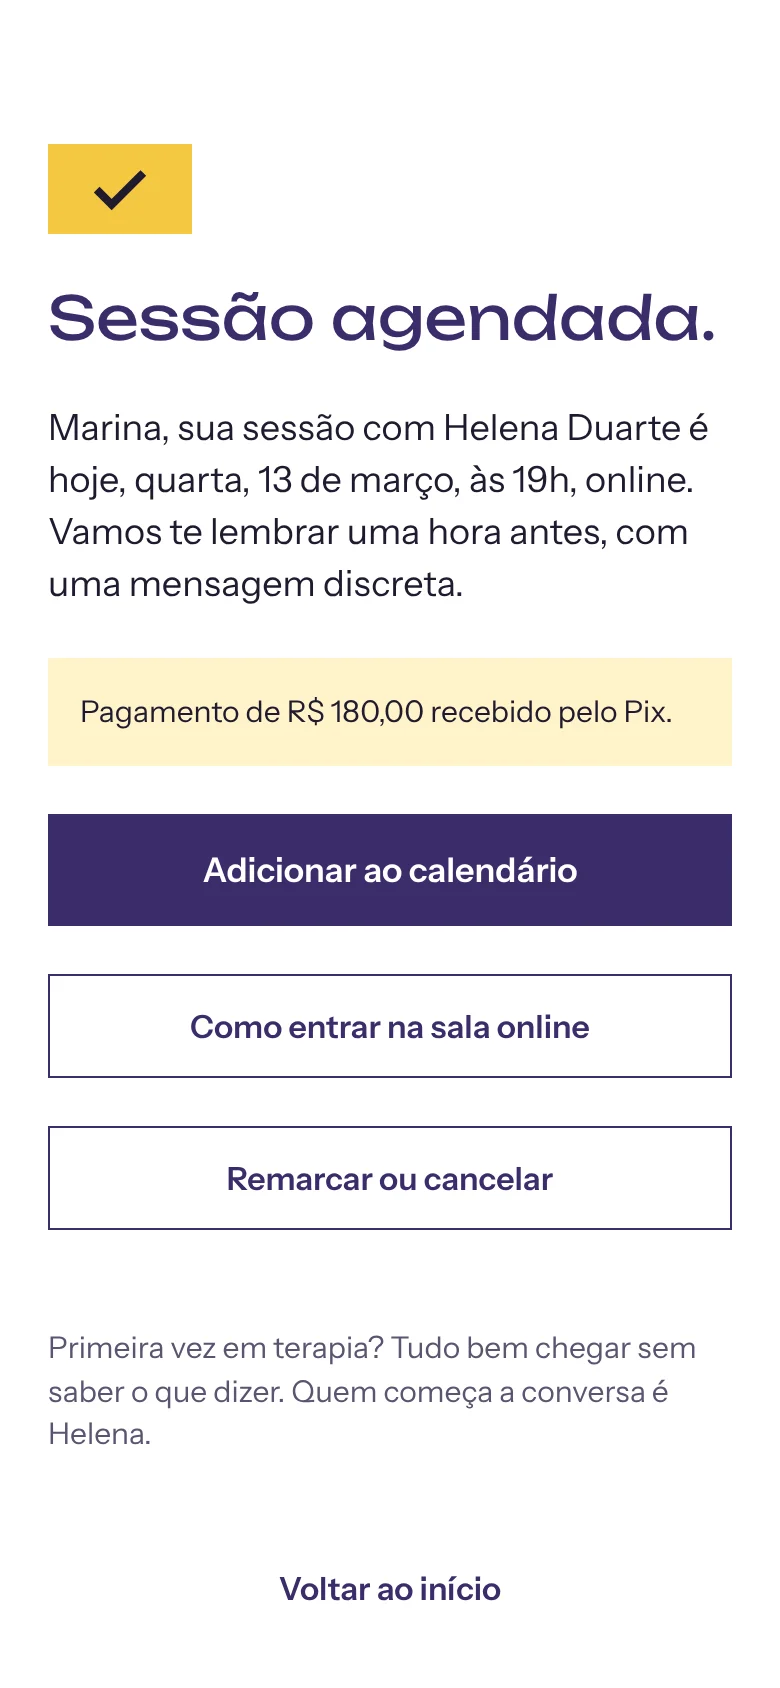 Sessão agendada.
Marina, sua sessão com Helena Duarte é
hoje, quarta, 13 de março, às 19h, online.
Vamos te lembrar uma hora antes, com
uma mensagem discreta.
Pagamento de R$ 180,00 recebido pelo Pix.
Adicionar ao calendário
Como entrar na sala online
Remarcar ou cancelar
Primeira vez em terapia? Tudo bem chegar sem
saber o que dizer. Quem começa a conversa é
Helena.
Voltar ao início